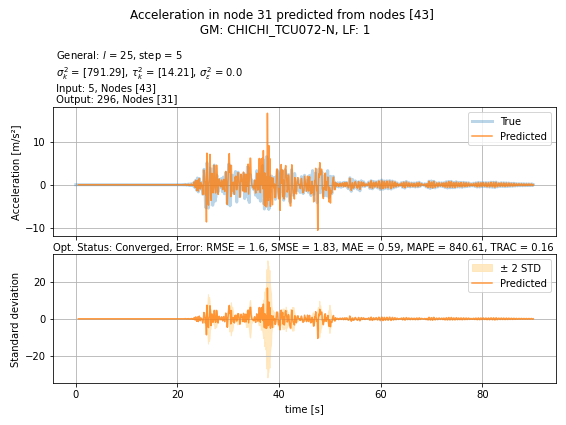 Acceleration in node 31 predicted from nodes [43]
GM: CHICHI_TCU072-N, LF: 1
General: l = 25, step = 5
σ²ₖ = [791.29], τ²ₖ = [14.21], σ²ε = 0.0
Input: 5, Nodes [43]
Output: 296, Nodes [31]
Acceleration [m/s²]
10
0
−10
True
Predicted
Opt. Status: Converged, Error: RMSE = 1.6, SMSE = 1.83, MAE = 0.59, MAPE = 840.61, TRAC = 0.16
Standard deviation
20
0
−20
± 2 STD
Predicted
0
20
40
60
80
time [s]